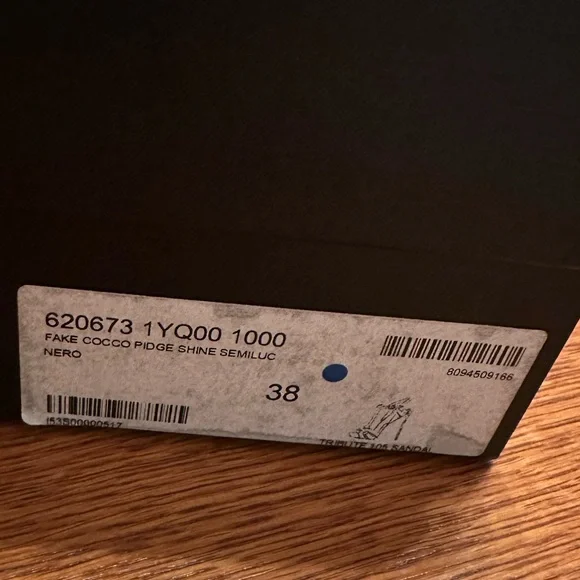 620673 1YQ00 1000
FAKE COCCO PIDGE SHINE SEMILUC
NERO
8094509166
38
I53S00000517
TRIBUTE 105 SANDAL